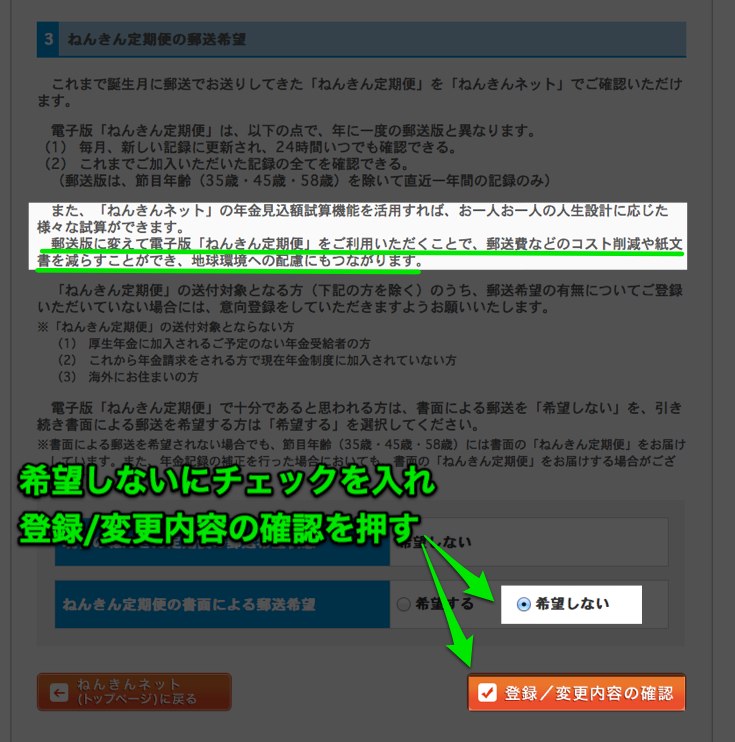 3 ねんきん定期便の郵送希望
これまで誕生月に郵送でお送りしてきた「ねんきん定期便」を「ねんきんネット」でご確認いただけ
ます。
電子版「ねんきん定期便」は、以下の点で、年に一度の郵送版と異なります。
(1) 毎月、新しい記録に更新され、24時間いつでも確認できる。
(2) これまでご加入いただいた記録の全てを確認できる。
(郵送版は、節目年齢(35歳・45歳・58歳)を除いて直近一年間の記録のみ)
また、「ねんきんネット」の年金見込額試算機能を活用すれば、お一人お一人の人生設計に応じた
様々な試算ができます。
郵送版に変えて電子版「ねんきん定期便」をご利用いただくことで、郵送費などのコスト削減や紙文
書を減らすことができ、地球環境への配慮にもつながります。
「ねんきん定期便」の送付対象となる方(下記の方を除く)のうち、郵送希望の有無についてご登録
いただいていない場合には、意向登録をしていただきますようお願いいたします。
※「ねんきん定期便」の送付対象とならない方
(1) 厚生年金に加入されるご予定のない年金受給者の方
(2) これから年金請求をされる方で現在年金制度に加入されていない方
(3) 海外にお住まいの方
電子版「ねんきん定期便」で十分であると思われる方は、書面による郵送を「希望しない」を、引き
続き書面による郵送を希望する方は「希望する」を選択してください。
※書面による郵送を希望されない場合でも、節目年齢(35歳・45歳・58歳)には書面の「ねんきん定期便」をお届け
しています。また、年金記録の補正を行った場合においても、書面の「ねんきん定期便」をお届けする場合がござ
希望しないにチェックを入れ
登録/変更内容の確認を押す
希望しない
ねんきん定期便の書面による郵送希望 希望する 希望しない
ねんきんネット
(トップページ)に戻る
登録/変更内容の確認